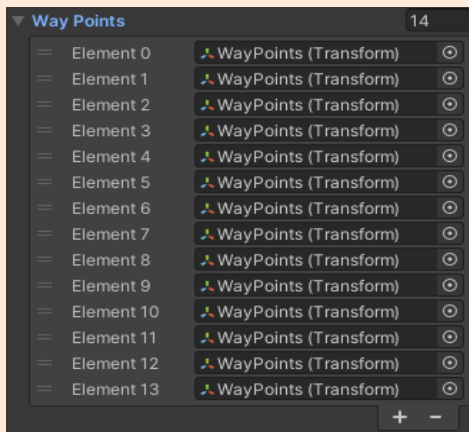 Way Points 14
Element 0 WayPoints (Transform)
Element 1 WayPoints (Transform)
Element 2 WayPoints (Transform)
Element 3 WayPoints (Transform)
Element 4 WayPoints (Transform)
Element 5 WayPoints (Transform)
Element 6 WayPoints (Transform)
Element 7 WayPoints (Transform)
Element 8 WayPoints (Transform)
Element 9 WayPoints (Transform)
Element 10 WayPoints (Transform)
Element 11 WayPoints (Transform)
Element 12 WayPoints (Transform)
Element 13 WayPoints (Transform)
+ -